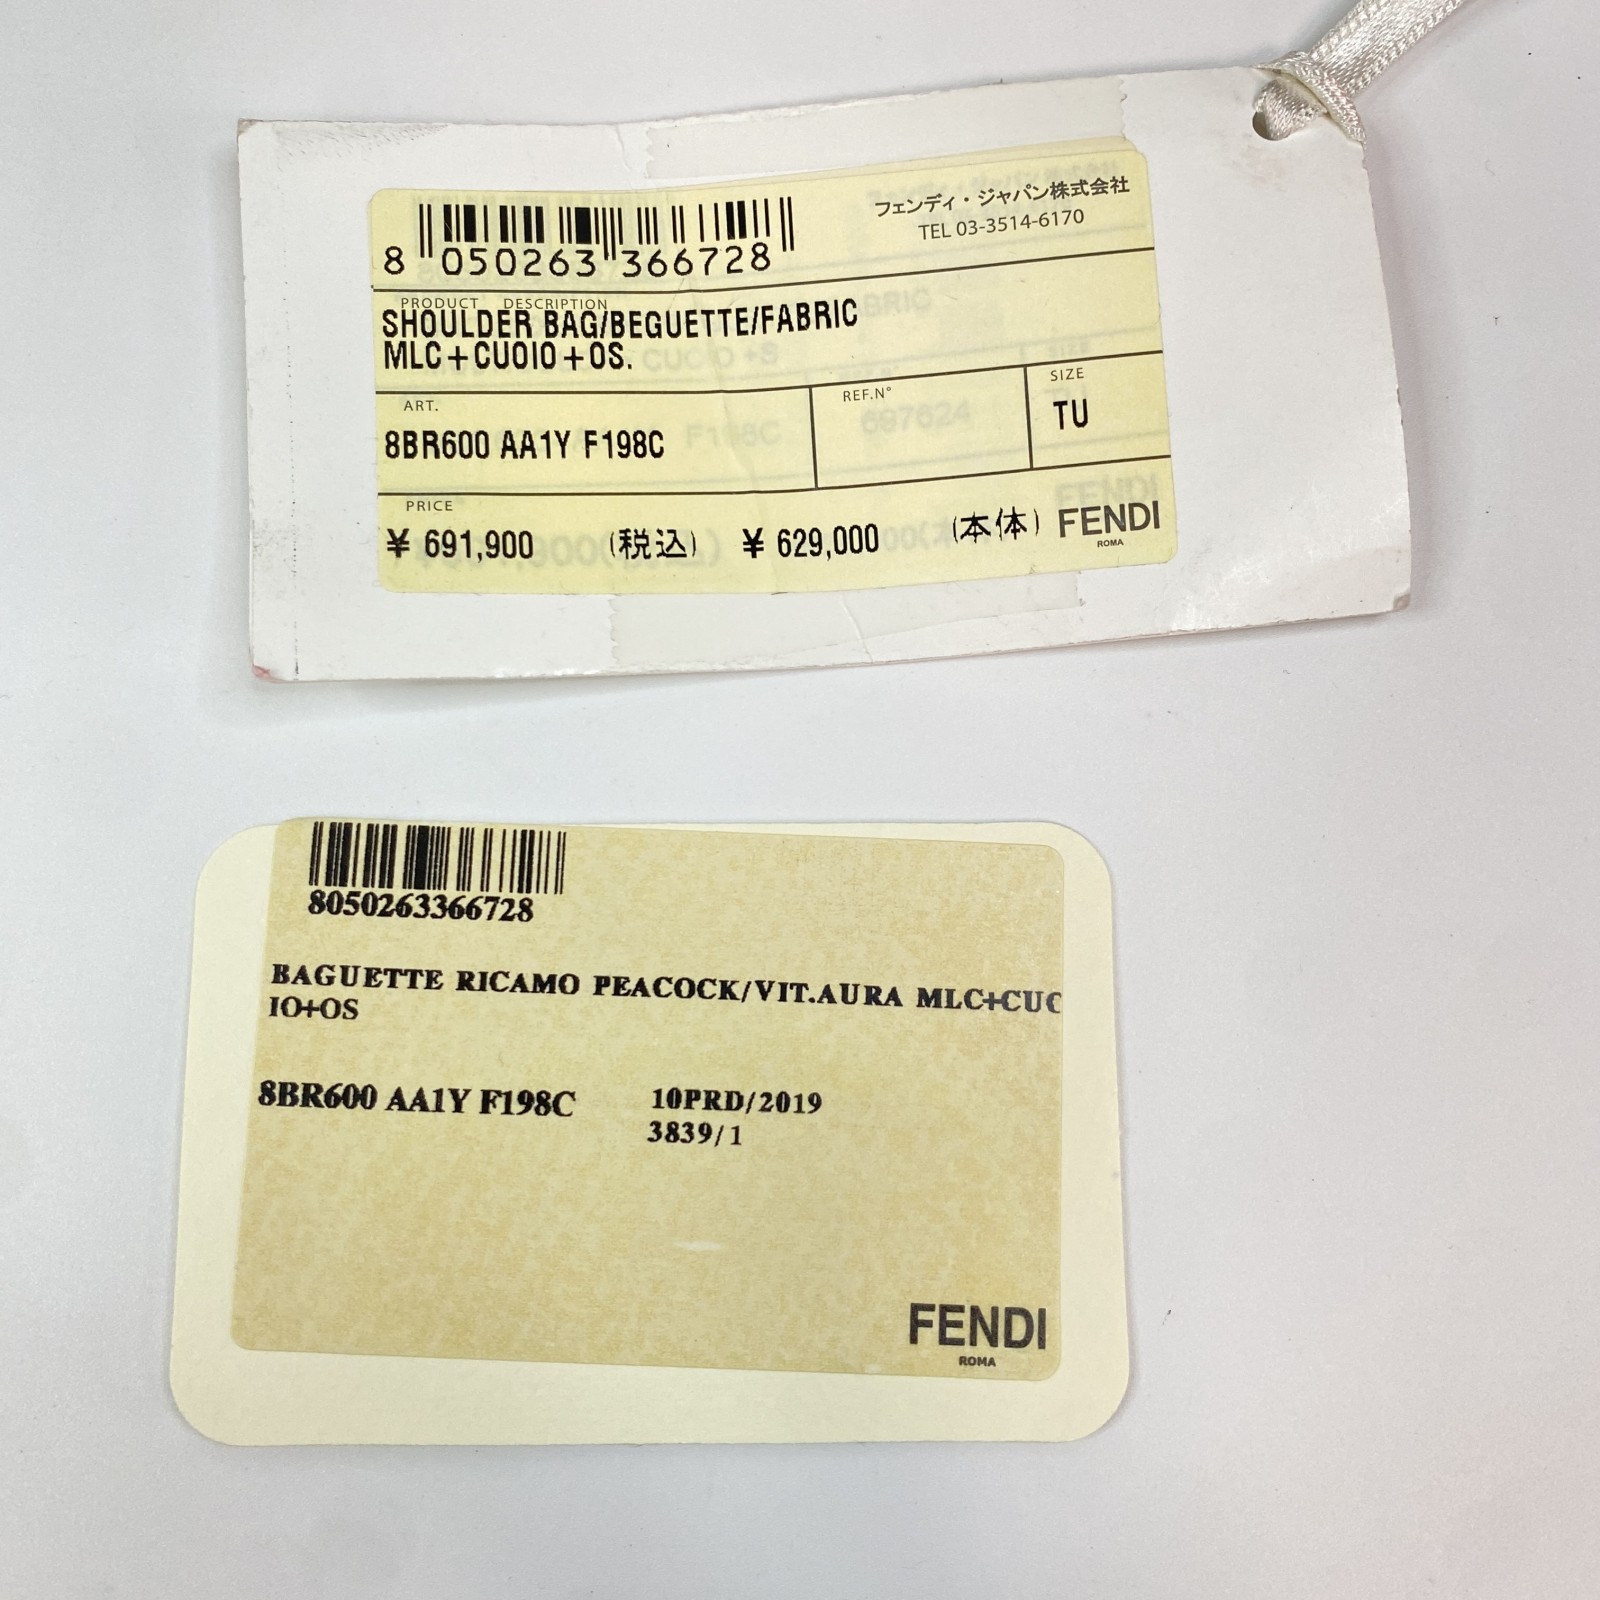 8 050263 366728
フェンディ・ジャパン株式会社
TEL 03-3514-6170
PRODUCT DESCRIPTION
SHOULDER BAG/BEGUETTE/FABRIC
MLC+CUOIO+OS.
ART.
REF.N°
SIZE
8BR600 AA1Y F198C
TU
PRICE
¥ 691,900 (税込) ¥ 629,000 (本体)
FENDI
ROMA
8050263366728
BAGUETTE RICAMO PEACOCK/VIT.AURA MLC+CUO
IO+OS
8BR600 AA1Y F198C
10PRD/2019
3839/1
FENDI
ROMA